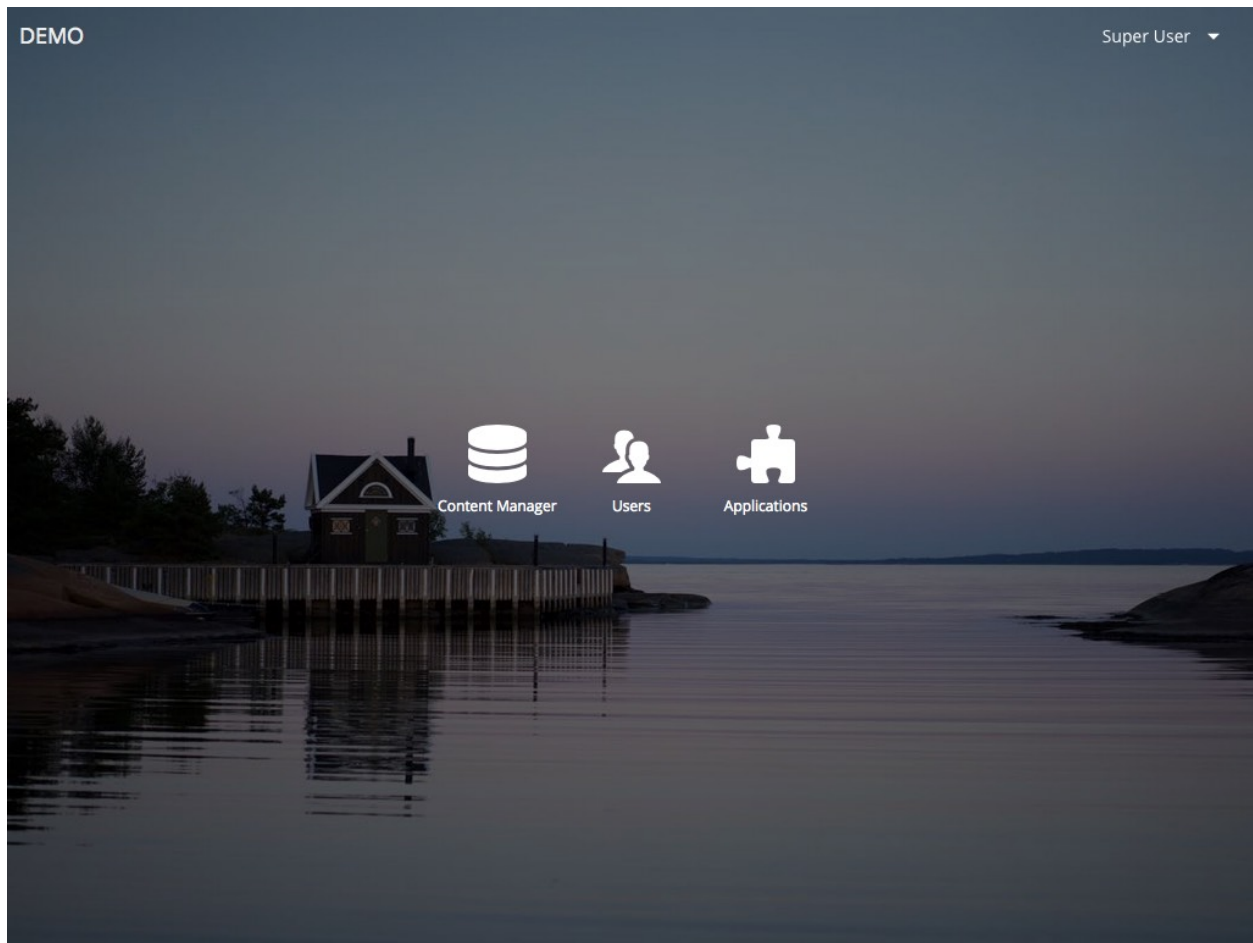 DEMO
Super User
Content Manager
Users
Applications